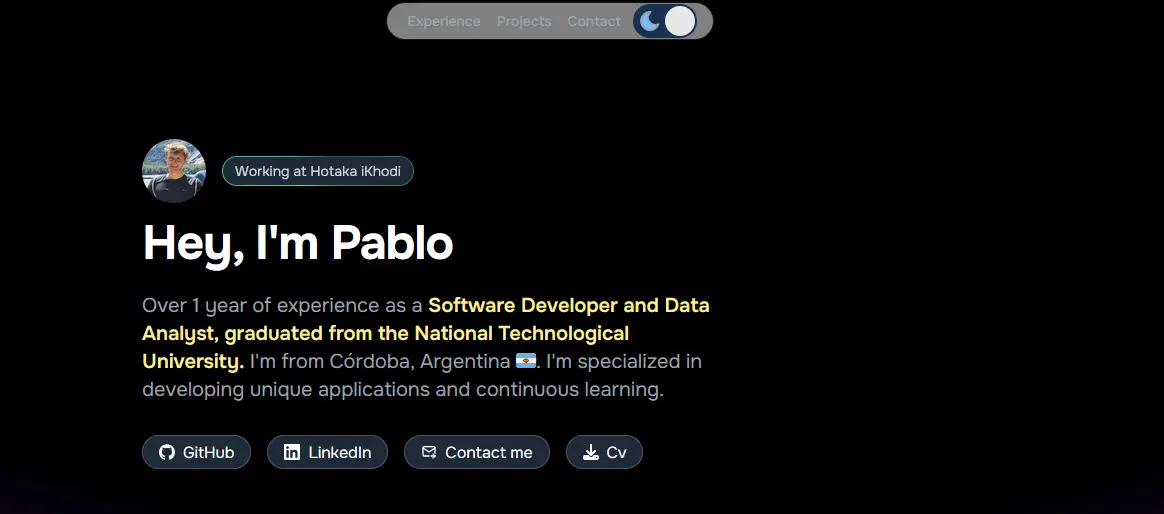 Experience Projects Contact
Working at Hotaka iKhodi
Hey, I'm Pablo
Over 1 year of experience as a Software Developer and Data
Analyst, graduated from the National Technological
University. I'm from Córdoba, Argentina 🇦🇷. I'm specialized in
developing unique applications and continuous learning.
GitHub LinkedIn Contact me Cv